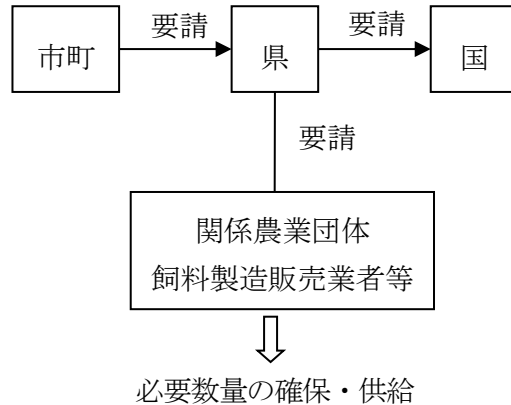 要請
要請
市町
県
国
要請
関係農業団体
飼料製造販売業者等
必要数量の確保・供給